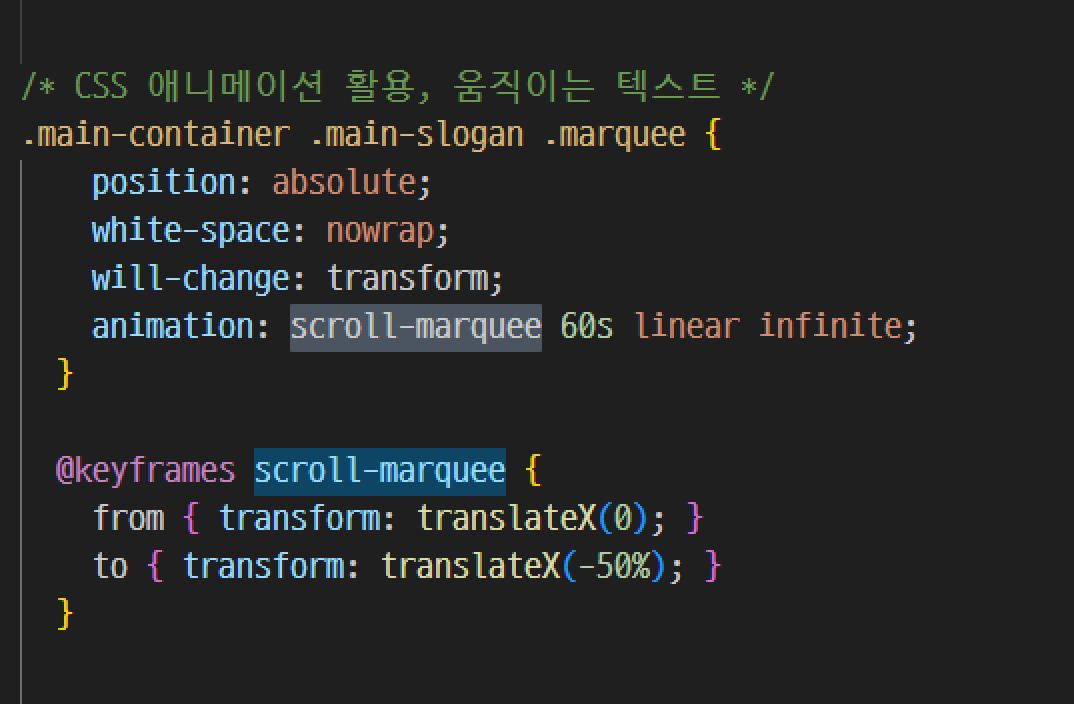 /* CSS 애니메이션 활용, 움직이는 텍스트 */
.main-container .main-slogan .marquee {
position: absolute;
white-space: nowrap;
will-change: transform;
animation: scroll-marquee 60s linear infinite;
}
@keyframes scroll-marquee {
from { transform: translateX(0); }
to { transform: translateX(-50%); }
}